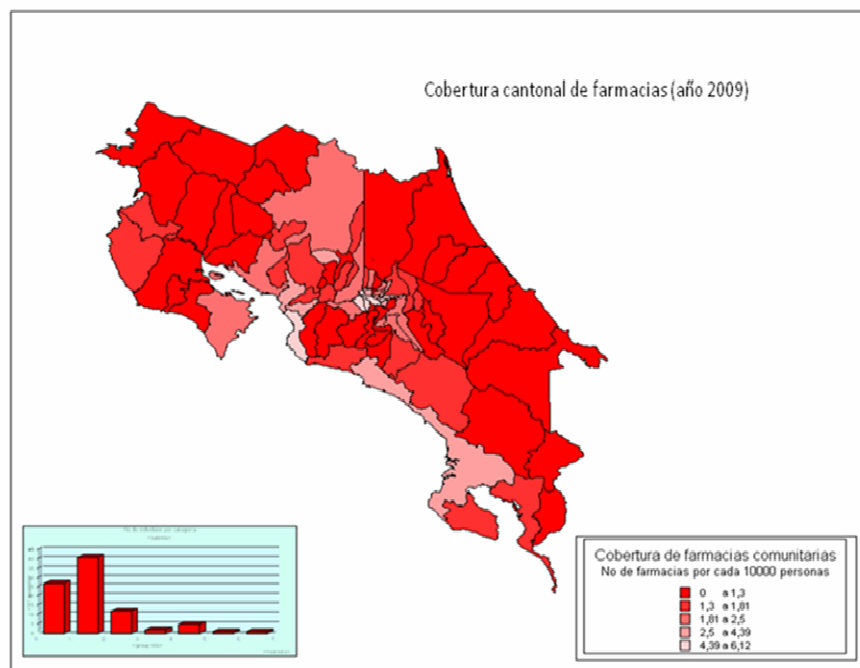 Cobertura cantonal de farmacias (año 2009)
Cobertura de farmacias comunitarias
No de farmacias por cada 10000 personas
0 a 1,3
1,3 a 1,81
1,81 a 2,5
2,5 a 4,39
4,39 a 6,12